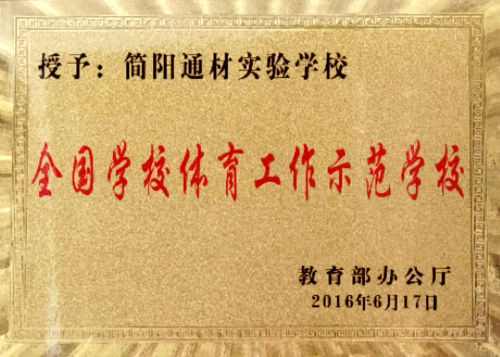 授予：简阳通材实验学校
全国学校体育工作示范学校
教育部办公厅
2016年6月17日